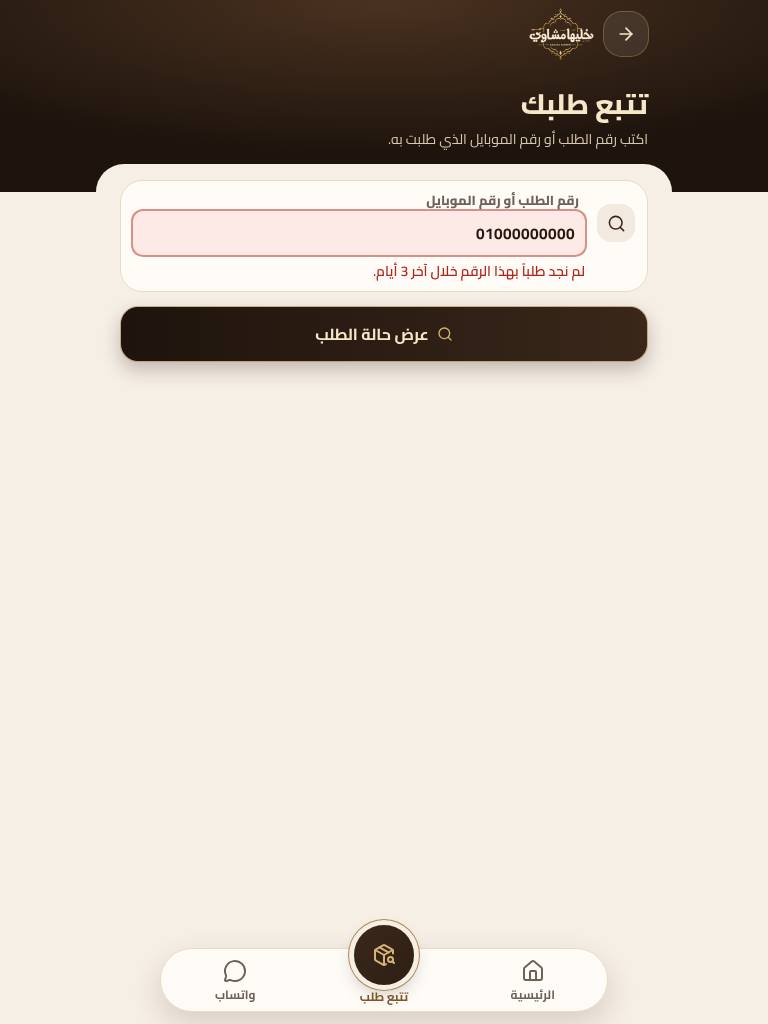 خليها مشاوي
تتبع طلبك
اكتب رقم الطلب أو رقم الموبايل الذي طلبت به.
رقم الطلب أو رقم الموبايل
01000000000
لم نجد طلباً بهذا الرقم خلال آخر 3 أيام.
عرض حالة الطلب
الرئيسية
تتبع طلب
واتساب